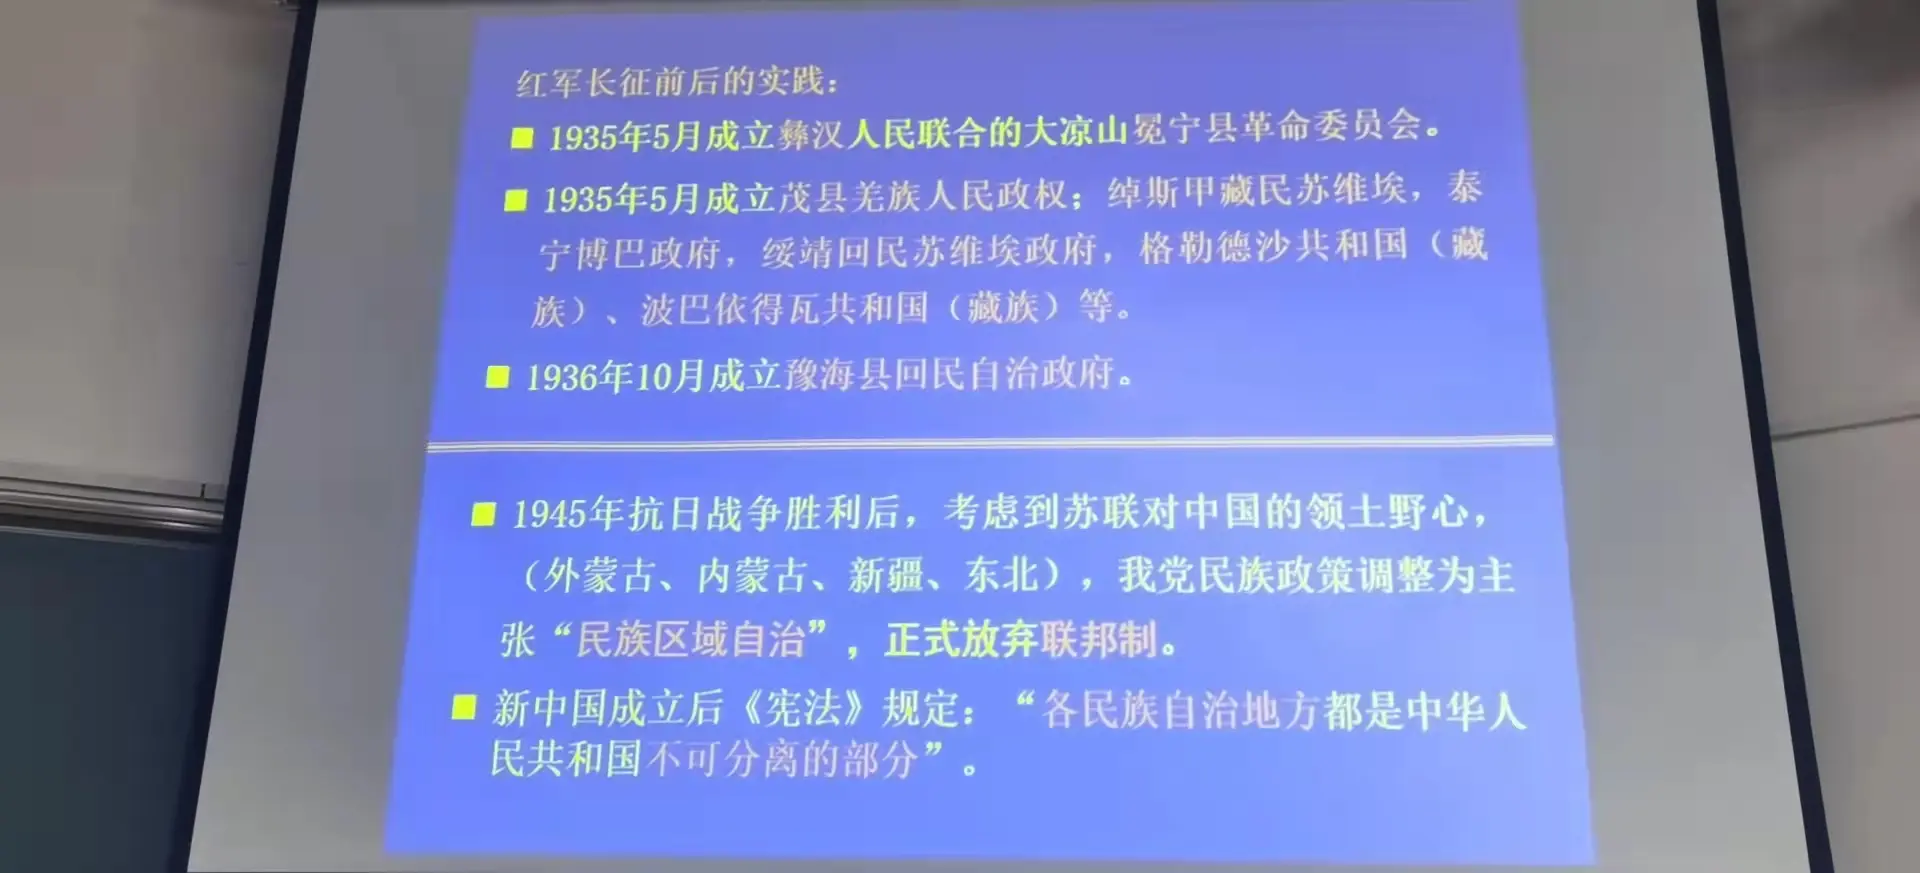 红军长征前后的实践：
■ 1935年5月成立彝汉人民联合的大凉山冕宁县革命委员会。
■ 1935年5月成立茂县羌族人民政权；绰斯甲藏民苏维埃，泰
宁博巴政府，绥靖回民苏维埃政府，格勒德沙共和国（藏
族）、波巴依得瓦共和国（藏族）等。
■ 1936年10月成立豫海县回民自治政府。
■ 1945年抗日战争胜利后，考虑到苏联对中国的领土野心，
（外蒙古、内蒙古、新疆、东北），我党民族政策调整为主
张“民族区域自治”，正式放弃联邦制。
■ 新中国成立后《宪法》规定：“各民族自治地方都是中华人
民共和国不可分离的部分”。